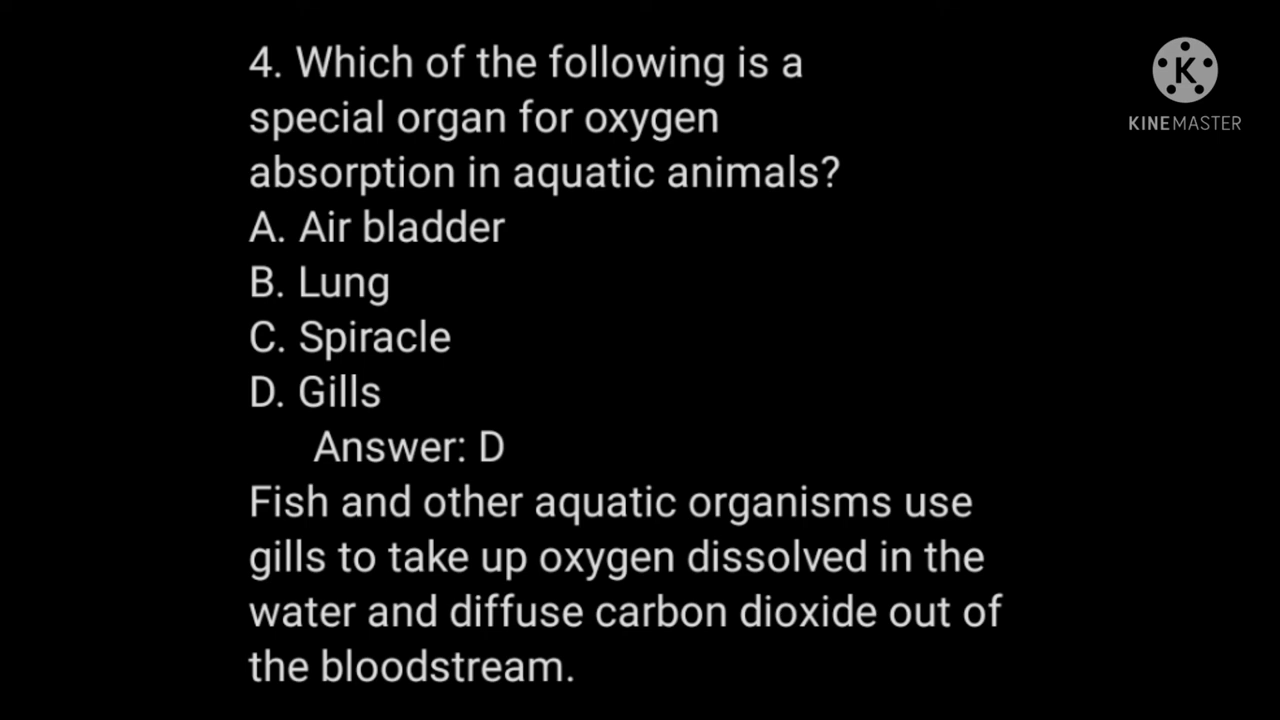 4. Which of the following is a
special organ for oxygen
absorption in aquatic animals?
A. Air bladder
B. Lung
C. Spiracle
D. Gills
Answer: D
Fish and other aquatic organisms use
gills to take up oxygen dissolved in the
water and diffuse carbon dioxide out of
the bloodstream.
K
KINEMASTER